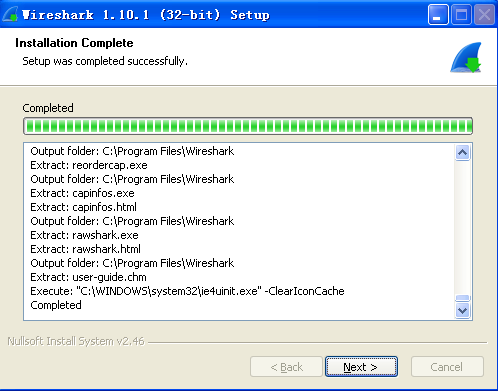 Wireshark 1.10.1 (32-bit) Setup
Installation Complete
Setup was completed successfully.
Completed
Output folder: C:\Program Files\Wireshark
Extract: reordercap.exe
Output folder: C:\Program Files\Wireshark
Extract: capinfos.exe
Extract: capinfos.html
Output folder: C:\Program Files\Wireshark
Extract: rawshark.exe
Extract: rawshark.html
Output folder: C:\Program Files\Wireshark
Extract: user-guide.chm
Execute: "C:\WINDOWS\system32\ie4uinit.exe" -ClearIconCache
Completed
Nullsoft Install System v2.46
< Back
Next >
Cancel